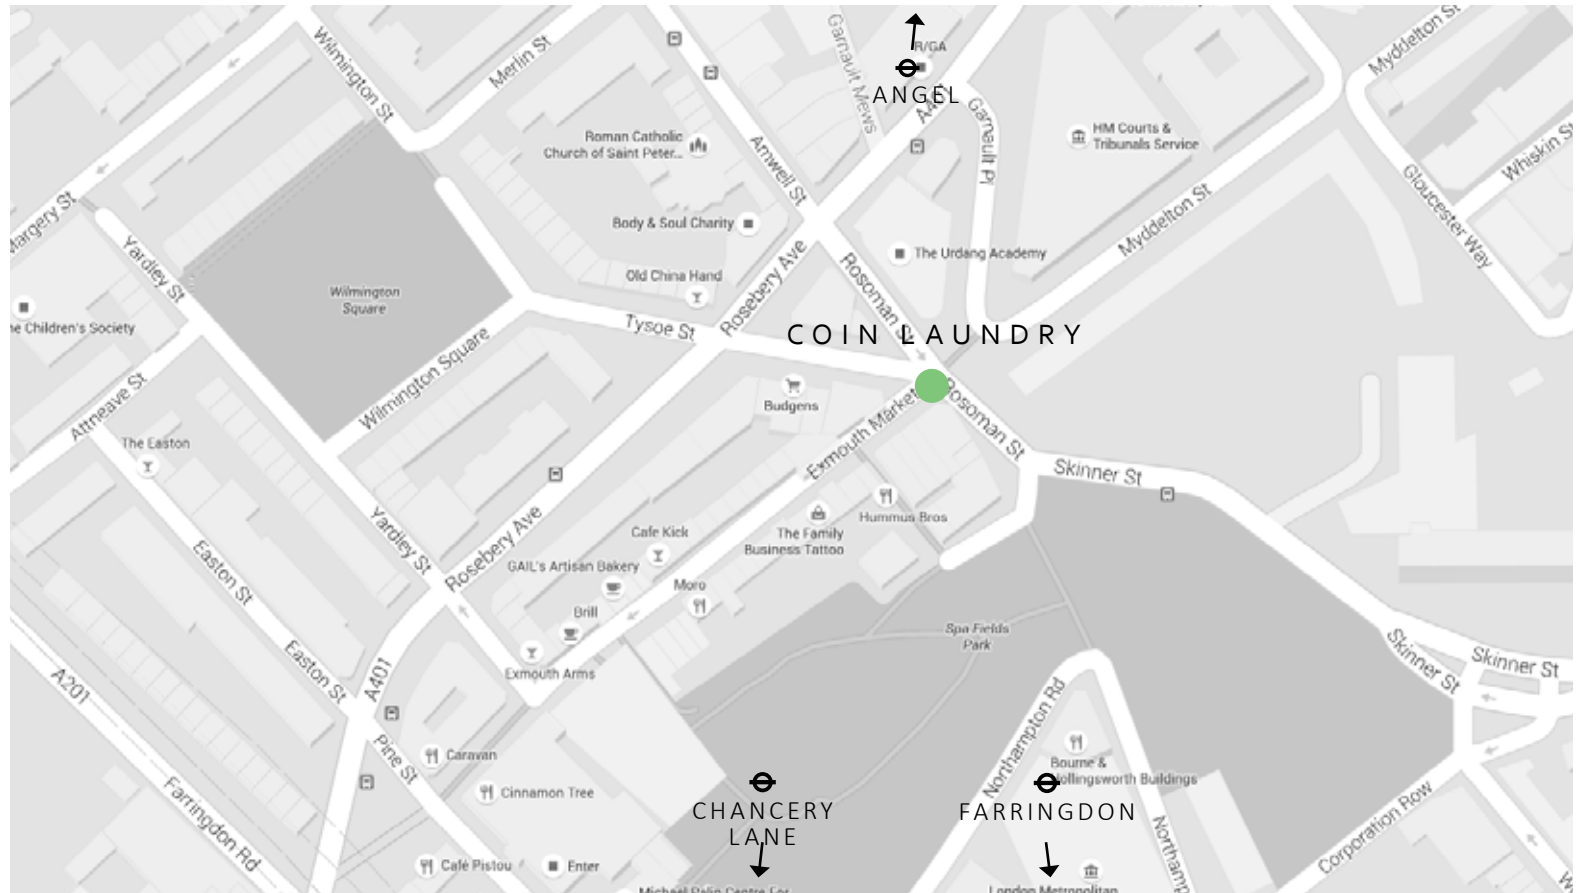 R/GA
ANGEL
Garnault Mews
Myddelton St
Wilmington St
Merlin St
Garnault Pl
HM Courts &
Tribunals Service
Whiskin St
Roman Catholic
Church of Saint Peter...
Amwell St
Gloucester Way
Margery St
Body & Soul Charity
Myddelton St
Yardley St
The Urdang Academy
Rosebery Ave
Rosoman St
Old China Hand
Wilmington
Square
he Children's Society
Tysoe St
COIN LAUNDRY
Wilmington Square
Attneave St
Budgens
Exmouth Market
Rosoman St
The Easton
Skinner St
Hummus Bros
The Family
Business Tattoo
Cafe Kick
Yardley St
Rosebery Ave
GAIL's Artisan Bakery
Moro
Easton St
Brill
Spa Fields
Park
Exmouth Arms
Easton St
A401
A201
Skinner St
Skinner St
Northampton Rd
Pine St
Caravan
Bourne &
Hollingsworth Buildings
Cinnamon Tree
CHANCERY
LANE
FARRINGDON
Farringdon Rd
Corporation Row
Northamp
Café Pistou
Enter
Michael Palin Centre For
London Metropolitan